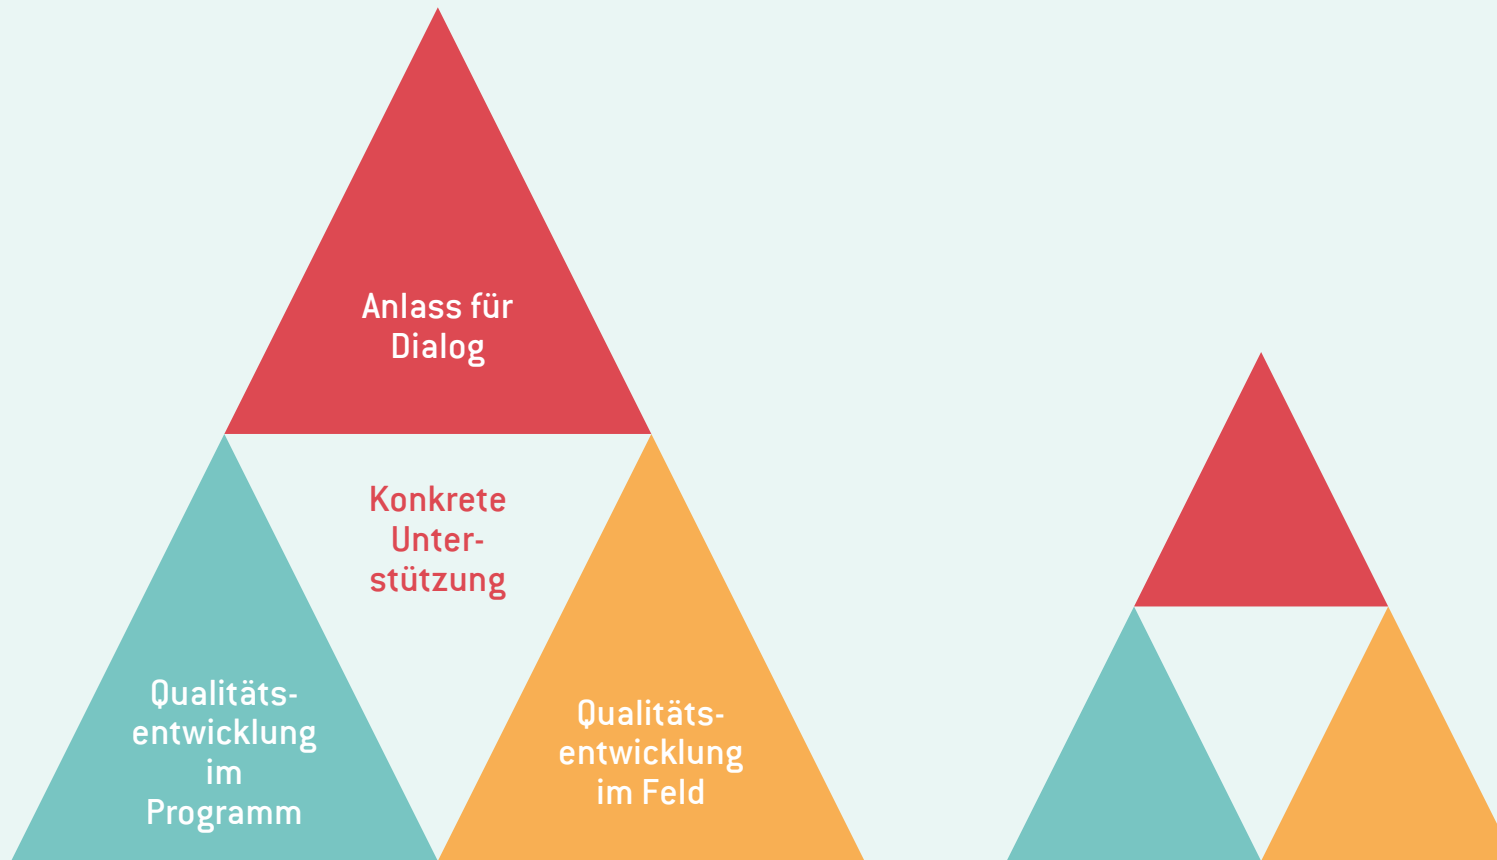 Anlass für
Dialog
Konkrete
Unter-
stützung
Qualitäts-
entwicklung
im
Programm
Qualitäts-
entwicklung
im Feld